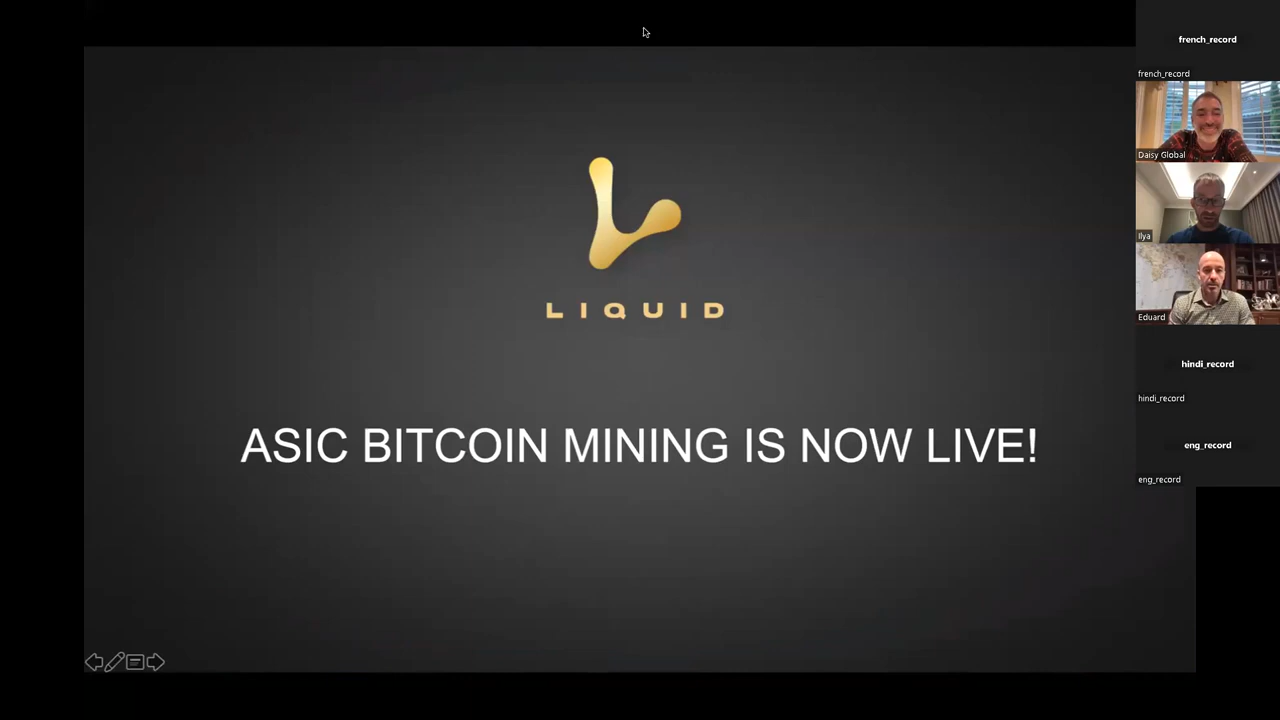 LIQUID
ASIC BITCOIN MINING IS NOW LIVE!
french_record
french_record
Daisy Global
Ilya
Eduard
hindi_record
hindi_record
eng_record
eng_record